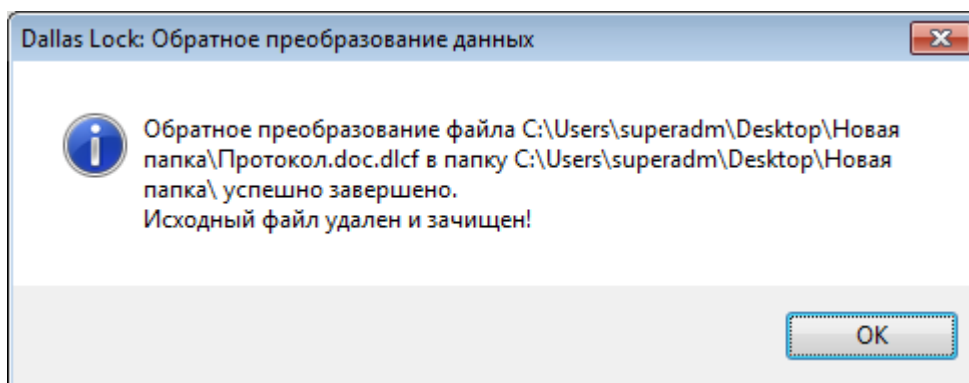 Dallas Lock: Обратное преобразование данных
Обратное преобразование файла C:\Users\superadm\Desktop\Новая
папка\Протокол.doc.dlcf в папку C:\Users\superadm\Desktop\Новая
папка\ успешно завершено.
Исходный файл удален и зачищен!
OK